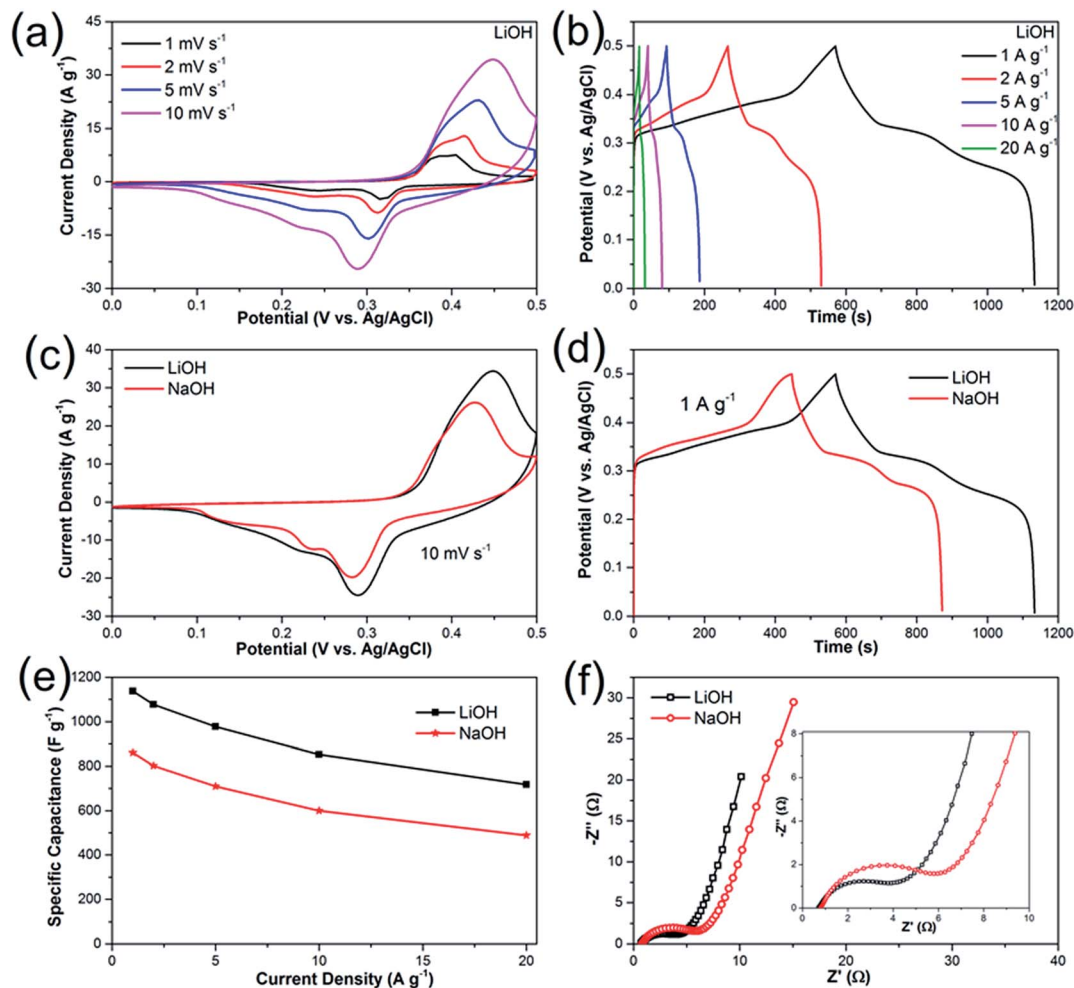 (a)
LiOH
1 mV s⁻¹
2 mV s⁻¹
5 mV s⁻¹
10 mV s⁻¹
45
30
15
0
-15
-30
Current Density (A g⁻¹)
0.0 0.1 0.2 0.3 0.4 0.5
Potential (V vs. Ag/AgCl)
(b)
LiOH
1 A g⁻¹
2 A g⁻¹
5 A g⁻¹
10 A g⁻¹
20 A g⁻¹
0.5
0.4
0.3
0.2
0.1
0.0
Potential (V vs. Ag/AgCl)
0 200 400 600 800 1000 1200
Time (s)
(c)
LiOH
NaOH
40
30
20
10
0
-10
-20
-30
Current Density (A g⁻¹)
10 mV s⁻¹
0.0 0.1 0.2 0.3 0.4 0.5
Potential (V vs. Ag/AgCl)
(d)
LiOH
NaOH
1 A g⁻¹
0.5
0.4
0.3
0.2
0.1
0.0
Potential (V vs. Ag/AgCl)
0 200 400 600 800 1000 1200
Time (s)
(e)
LiOH
NaOH
1200
1000
800
600
400
200
0
Specific Capacitance (F g⁻¹)
0 5 10 15 20
Current Density (A g⁻¹)
(f)
LiOH
NaOH
30
25
20
15
10
5
0
-Z'' (Ω)
0 10 20 30 40
Z' (Ω)
8
6
4
2
0
-Z'' (Ω)
0 2 4 6 8 10
Z' (Ω)